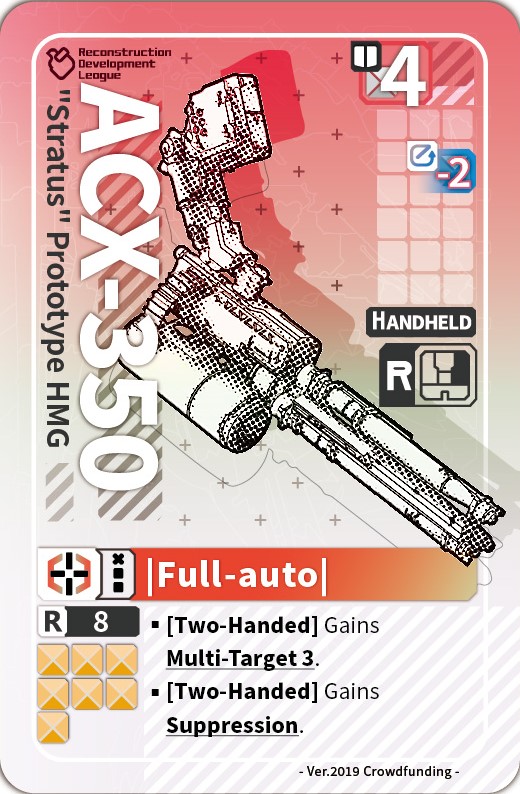 Reconstruction
Development
League
4
ACX-350
"Stratus" Prototype HMG
-2
HANDHELD
R
|Full-auto|
R 8
▪ [Two-Handed] Gains
Multi-Target 3.
▪ [Two-Handed] Gains
Suppression.
- Ver.2019 Crowdfunding -